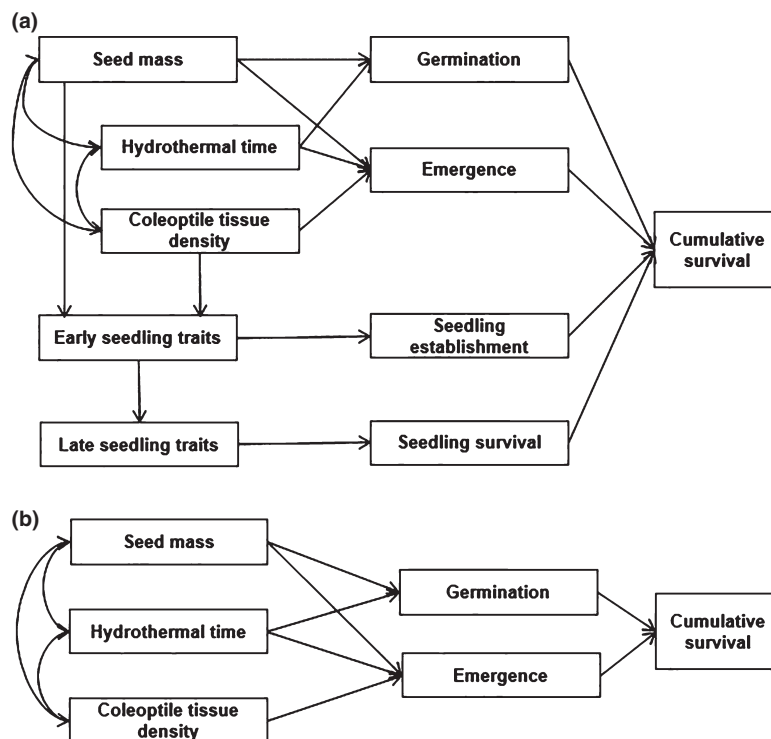 (a)
Seed mass
Germination
Hydrothermal time
Emergence
Coleoptile tissue
density
Cumulative
survival
Early seedling traits
Seedling
establishment
Late seedling traits
Seedling survival
(b)
Seed mass
Germination
Hydrothermal time
Cumulative
survival
Emergence
Coleoptile tissue
density